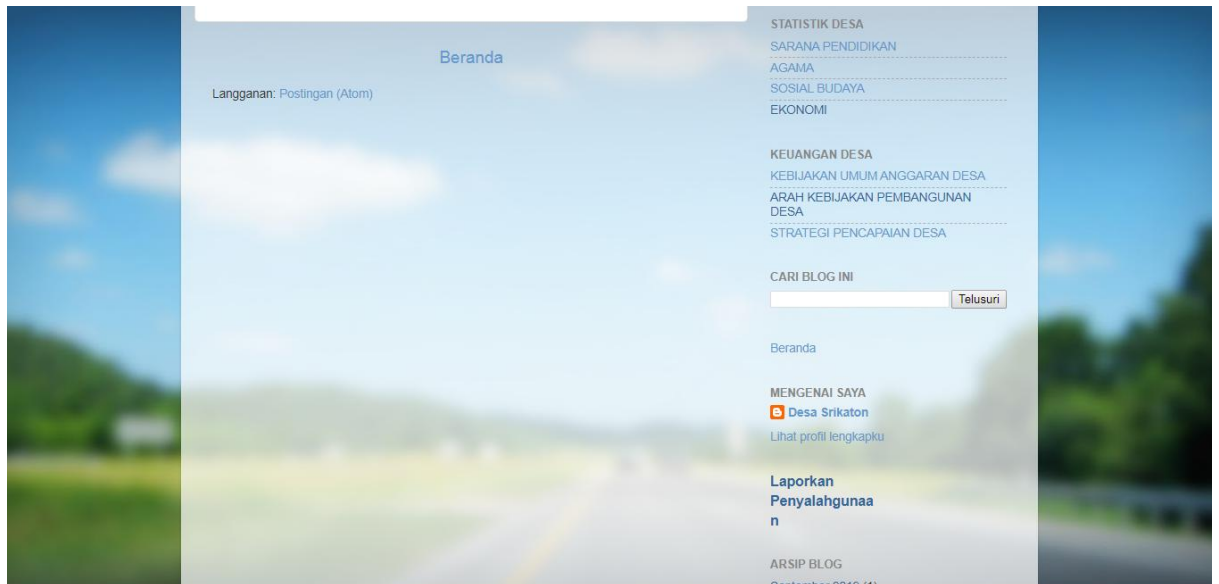 Beranda
Langganan: Postingan (Atom)
STATISTIK DESA
SARANA PENDIDIKAN
AGAMA
SOSIAL BUDAYA
EKONOMI
KEUANGAN DESA
KEBIJAKAN UMUM ANGGARAN DESA
ARAH KEBIJAKAN PEMBANGUNAN
DESA
STRATEGI PENCAPAIAN DESA
CARI BLOG INI
Telusuri
Beranda
MENGENAI SAYA
Desa Srikaton
Lihat profil lengkapku
Laporkan
Penyalahgunaa
n
ARSIP BLOG